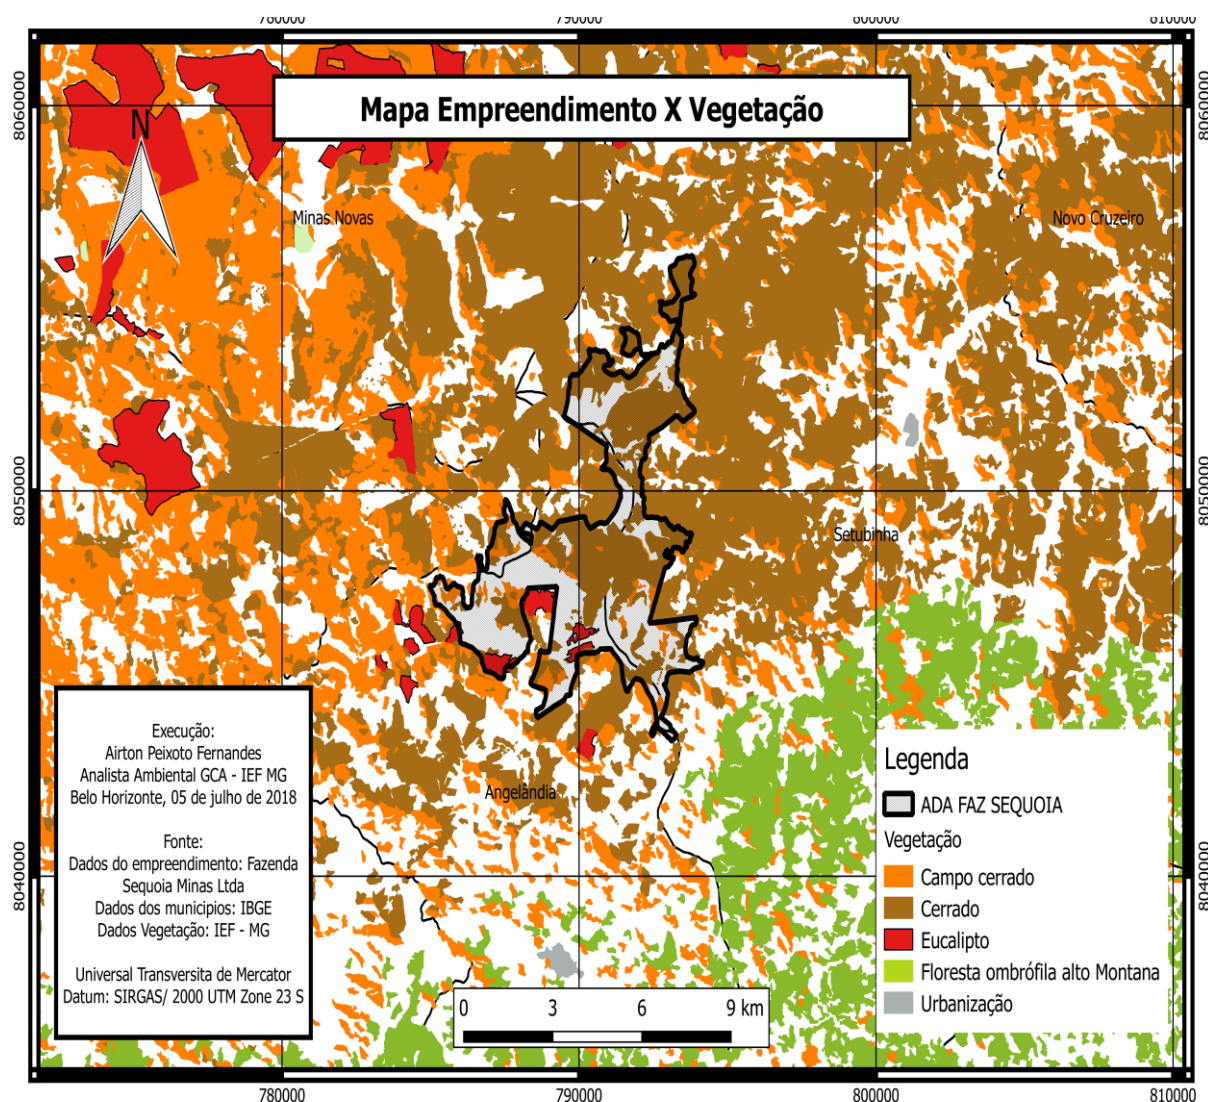 780000 790000 800000 810000
8060000 8060000
Mapa Empreendimento X Vegetação
N
Minas Novas
Novo Cruzeiro
8050000 8050000
Setubinha
Execução:
Airton Peixoto Fernandes
Analista Ambiental GCA - IEF MG
Belo Horizonte, 05 de julho de 2018
Fonte:
Dados do empreendimento: Fazenda
Sequoia Minas Ltda
Dados dos municipios: IBGE
Dados Vegetação: IEF - MG
Universal Transversita de Mercator
Datum: SIRGAS/ 2000 UTM Zone 23 S
Angelândia
Legenda
ADA FAZ SEQUOIA
Vegetação
Campo cerrado
Cerrado
Eucalipto
Floresta ombrófila alto Montana
Urbanização
8040000 8040000
0 3 6 9 km
780000 790000 800000 810000